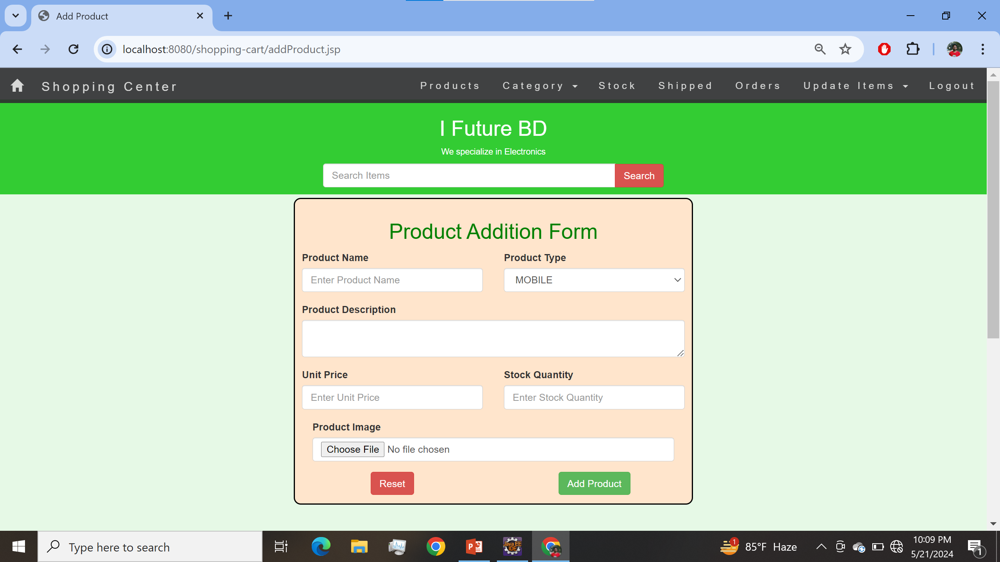 Add Product
localhost:8080/shopping-cart/addProduct.jsp
Shopping Center Products Category Stock Shipped Orders Update Items Logout
I Future BD
We specialize in Electronics
Search Items Search
Product Addition Form
Product Name Product Type
Enter Product Name MOBILE
Product Description
Unit Price Stock Quantity
Enter Unit Price Enter Stock Quantity
Product Image
Choose File No file chosen
Reset Add Product
Type here to search
P
Java EE
IDE
1
85°F Haze
10:09 PM
5/21/2024
1